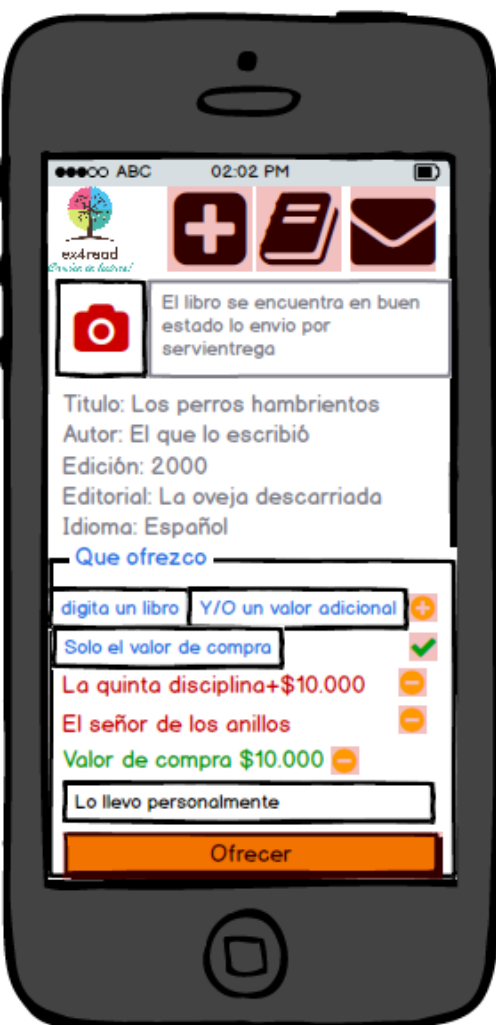 ABC 02:02 PM
ex4read
El libro se encuentra en buen
estado lo envio por
servientrega
Titulo: Los perros hambrientos
Autor: El que lo escribió
Edición: 2000
Editorial: La oveja descarriada
Idioma: Español
Que ofrezco
digita un libro Y/O un valor adicional
Solo el valor de compra
La quinta disciplina+$10.000
El señor de los anillos
Valor de compra $10.000
Lo llevo personalmente
Ofrecer